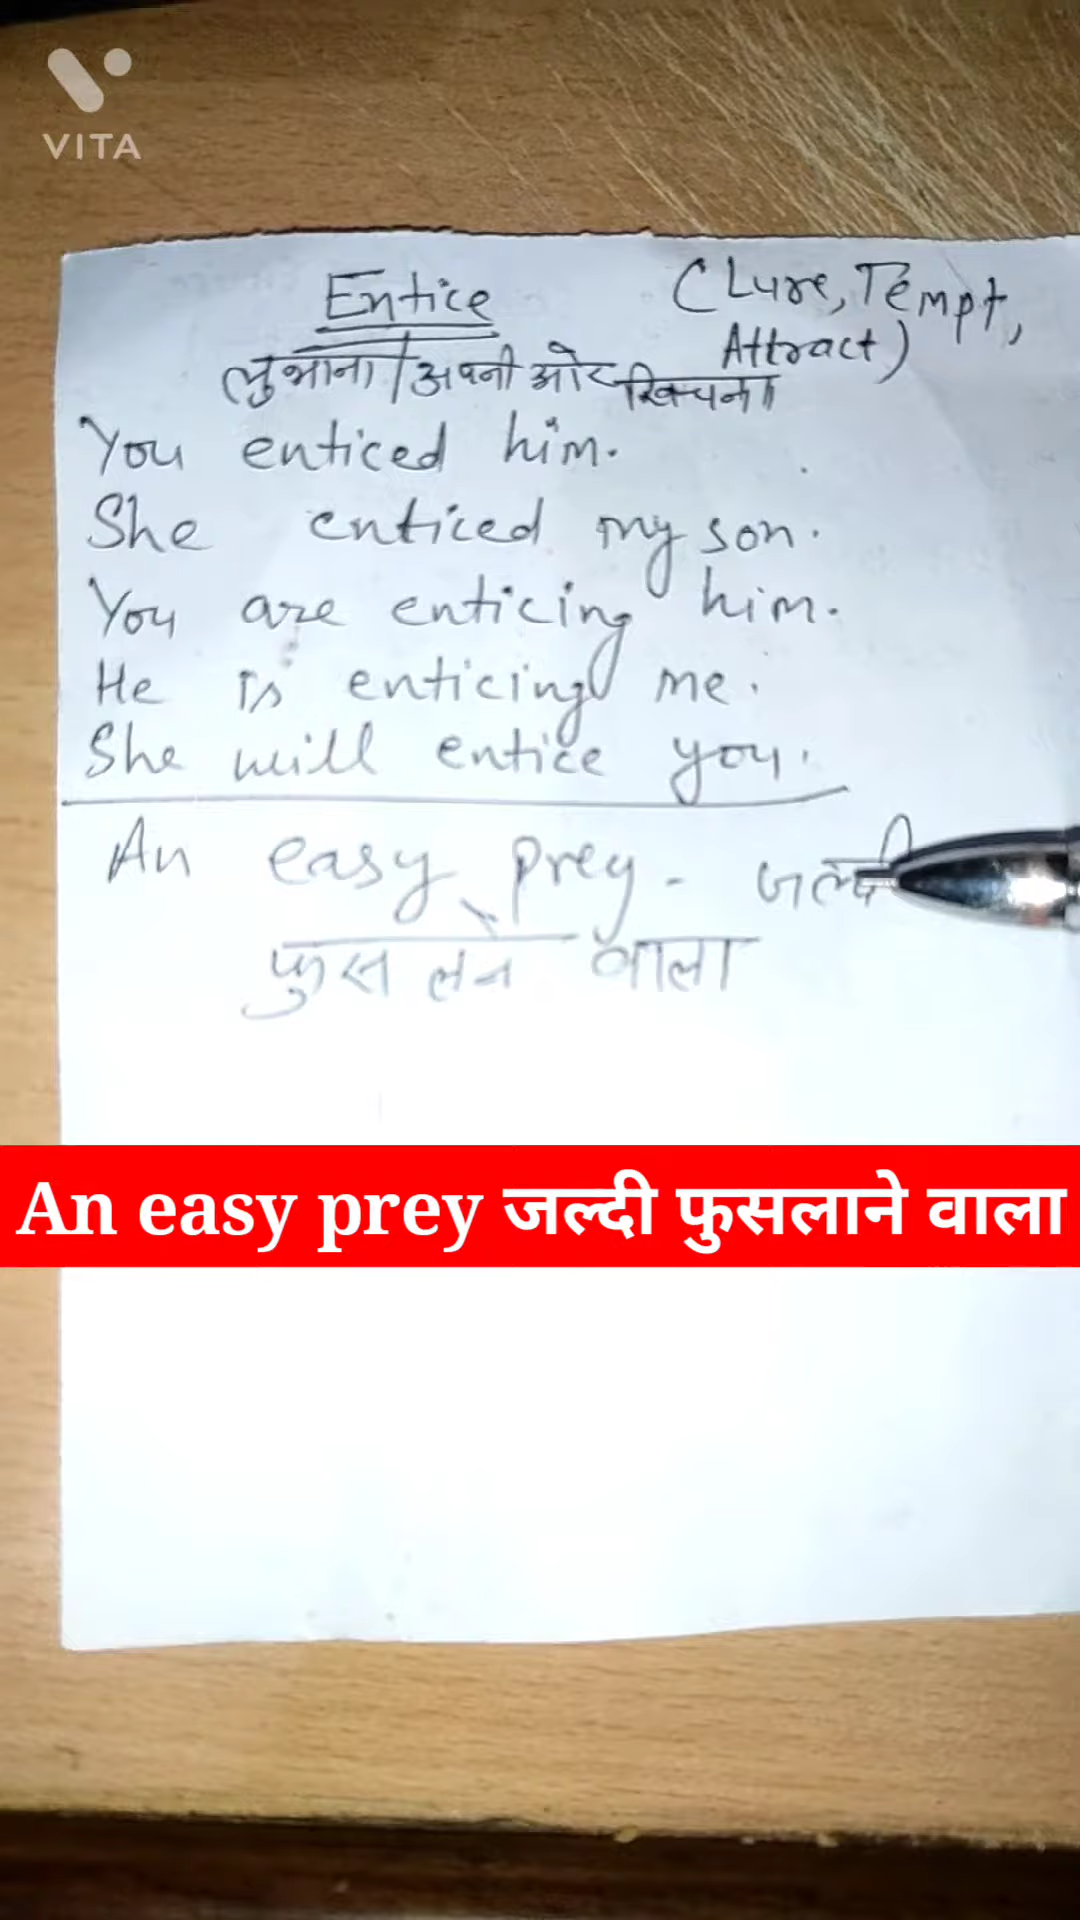 VITA
Entice (Lure, Tempt,
Attract)
लुभाना / अपनी ओर खिंचना
You enticed him.
She enticed my son.
You are enticing him.
He is enticing me.
She will entice you.
An easy prey - जल्दी
फुसलने वाला
An easy prey जल्दी फुसलाने वाला